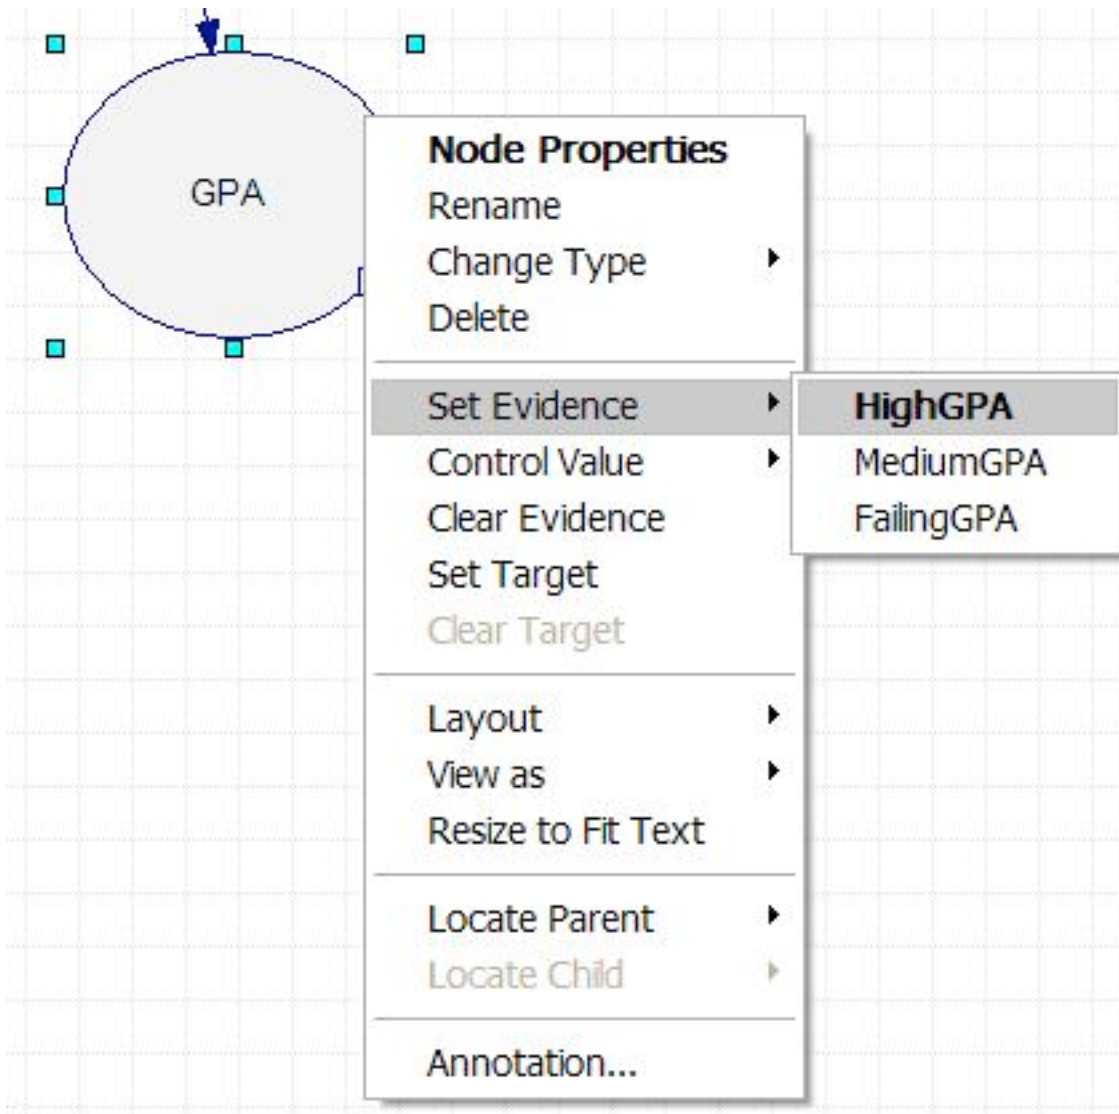 GPA
Node Properties
Rename
Change Type
Delete
Set Evidence
Control Value
Clear Evidence
Set Target
Clear Target
Layout
View as
Resize to Fit Text
Locate Parent
Locate Child
Annotation...
HighGPA
MediumGPA
FailingGPA